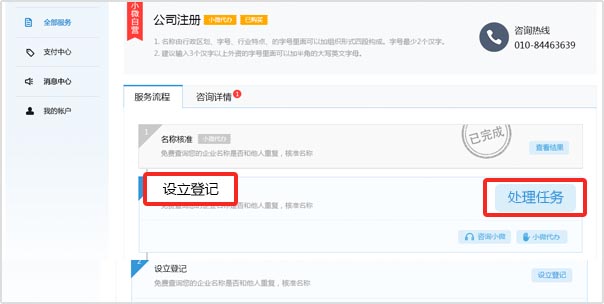 全部服务
支付中心
消息中心
我的帐户
小微自营
公司注册 小微代办 已购买
1. 名称由行政区划、字号、行业特点、的字号里面可以加组织形式四段构成。字号最少2个汉字。
2. 建议输入3个汉字以上外资的字号里面可以加半角的大写英文字母。
咨询热线
010-84463639
服务流程 咨询详情 1
1
名称核准 小微代办
免费查询您的企业名称是否和他人重复，核准名称
已完成
查看结果
设立登记
免费查询您的企业名称是否和他人重复，核准名称
处理任务
咨询小微 小微代办
2
设立登记
免费查询您的企业名称是否和他人重复，核准名称
设立登记